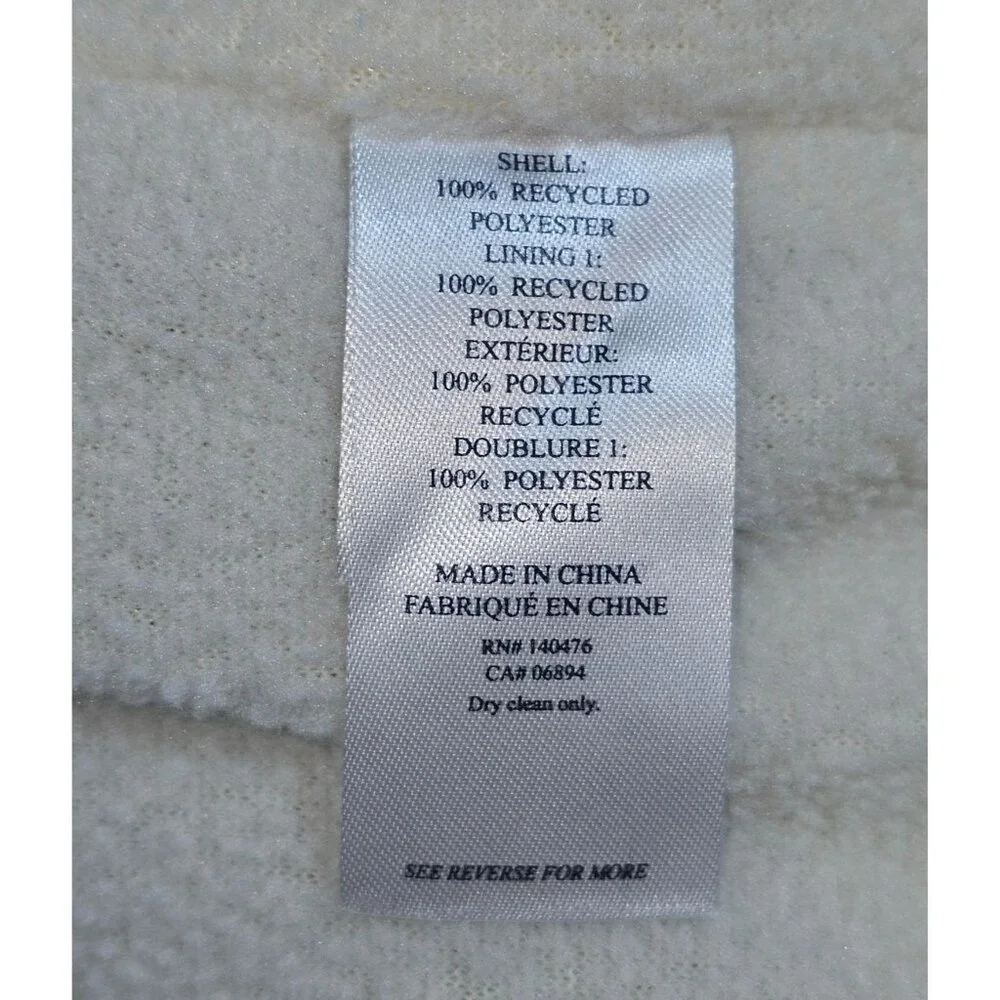 SHELL:
100% RECYCLED
POLYESTER
LINING 1:
100% RECYCLED
POLYESTER
EXTÉRIEUR:
100% POLYESTER
RECYCLÉ
DOUBLURE 1:
100% POLYESTER
RECYCLÉ
MADE IN CHINA
FABRIQUÉ EN CHINE
RN# 140476
CA# 06894
Dry clean only.
SEE REVERSE FOR MORE